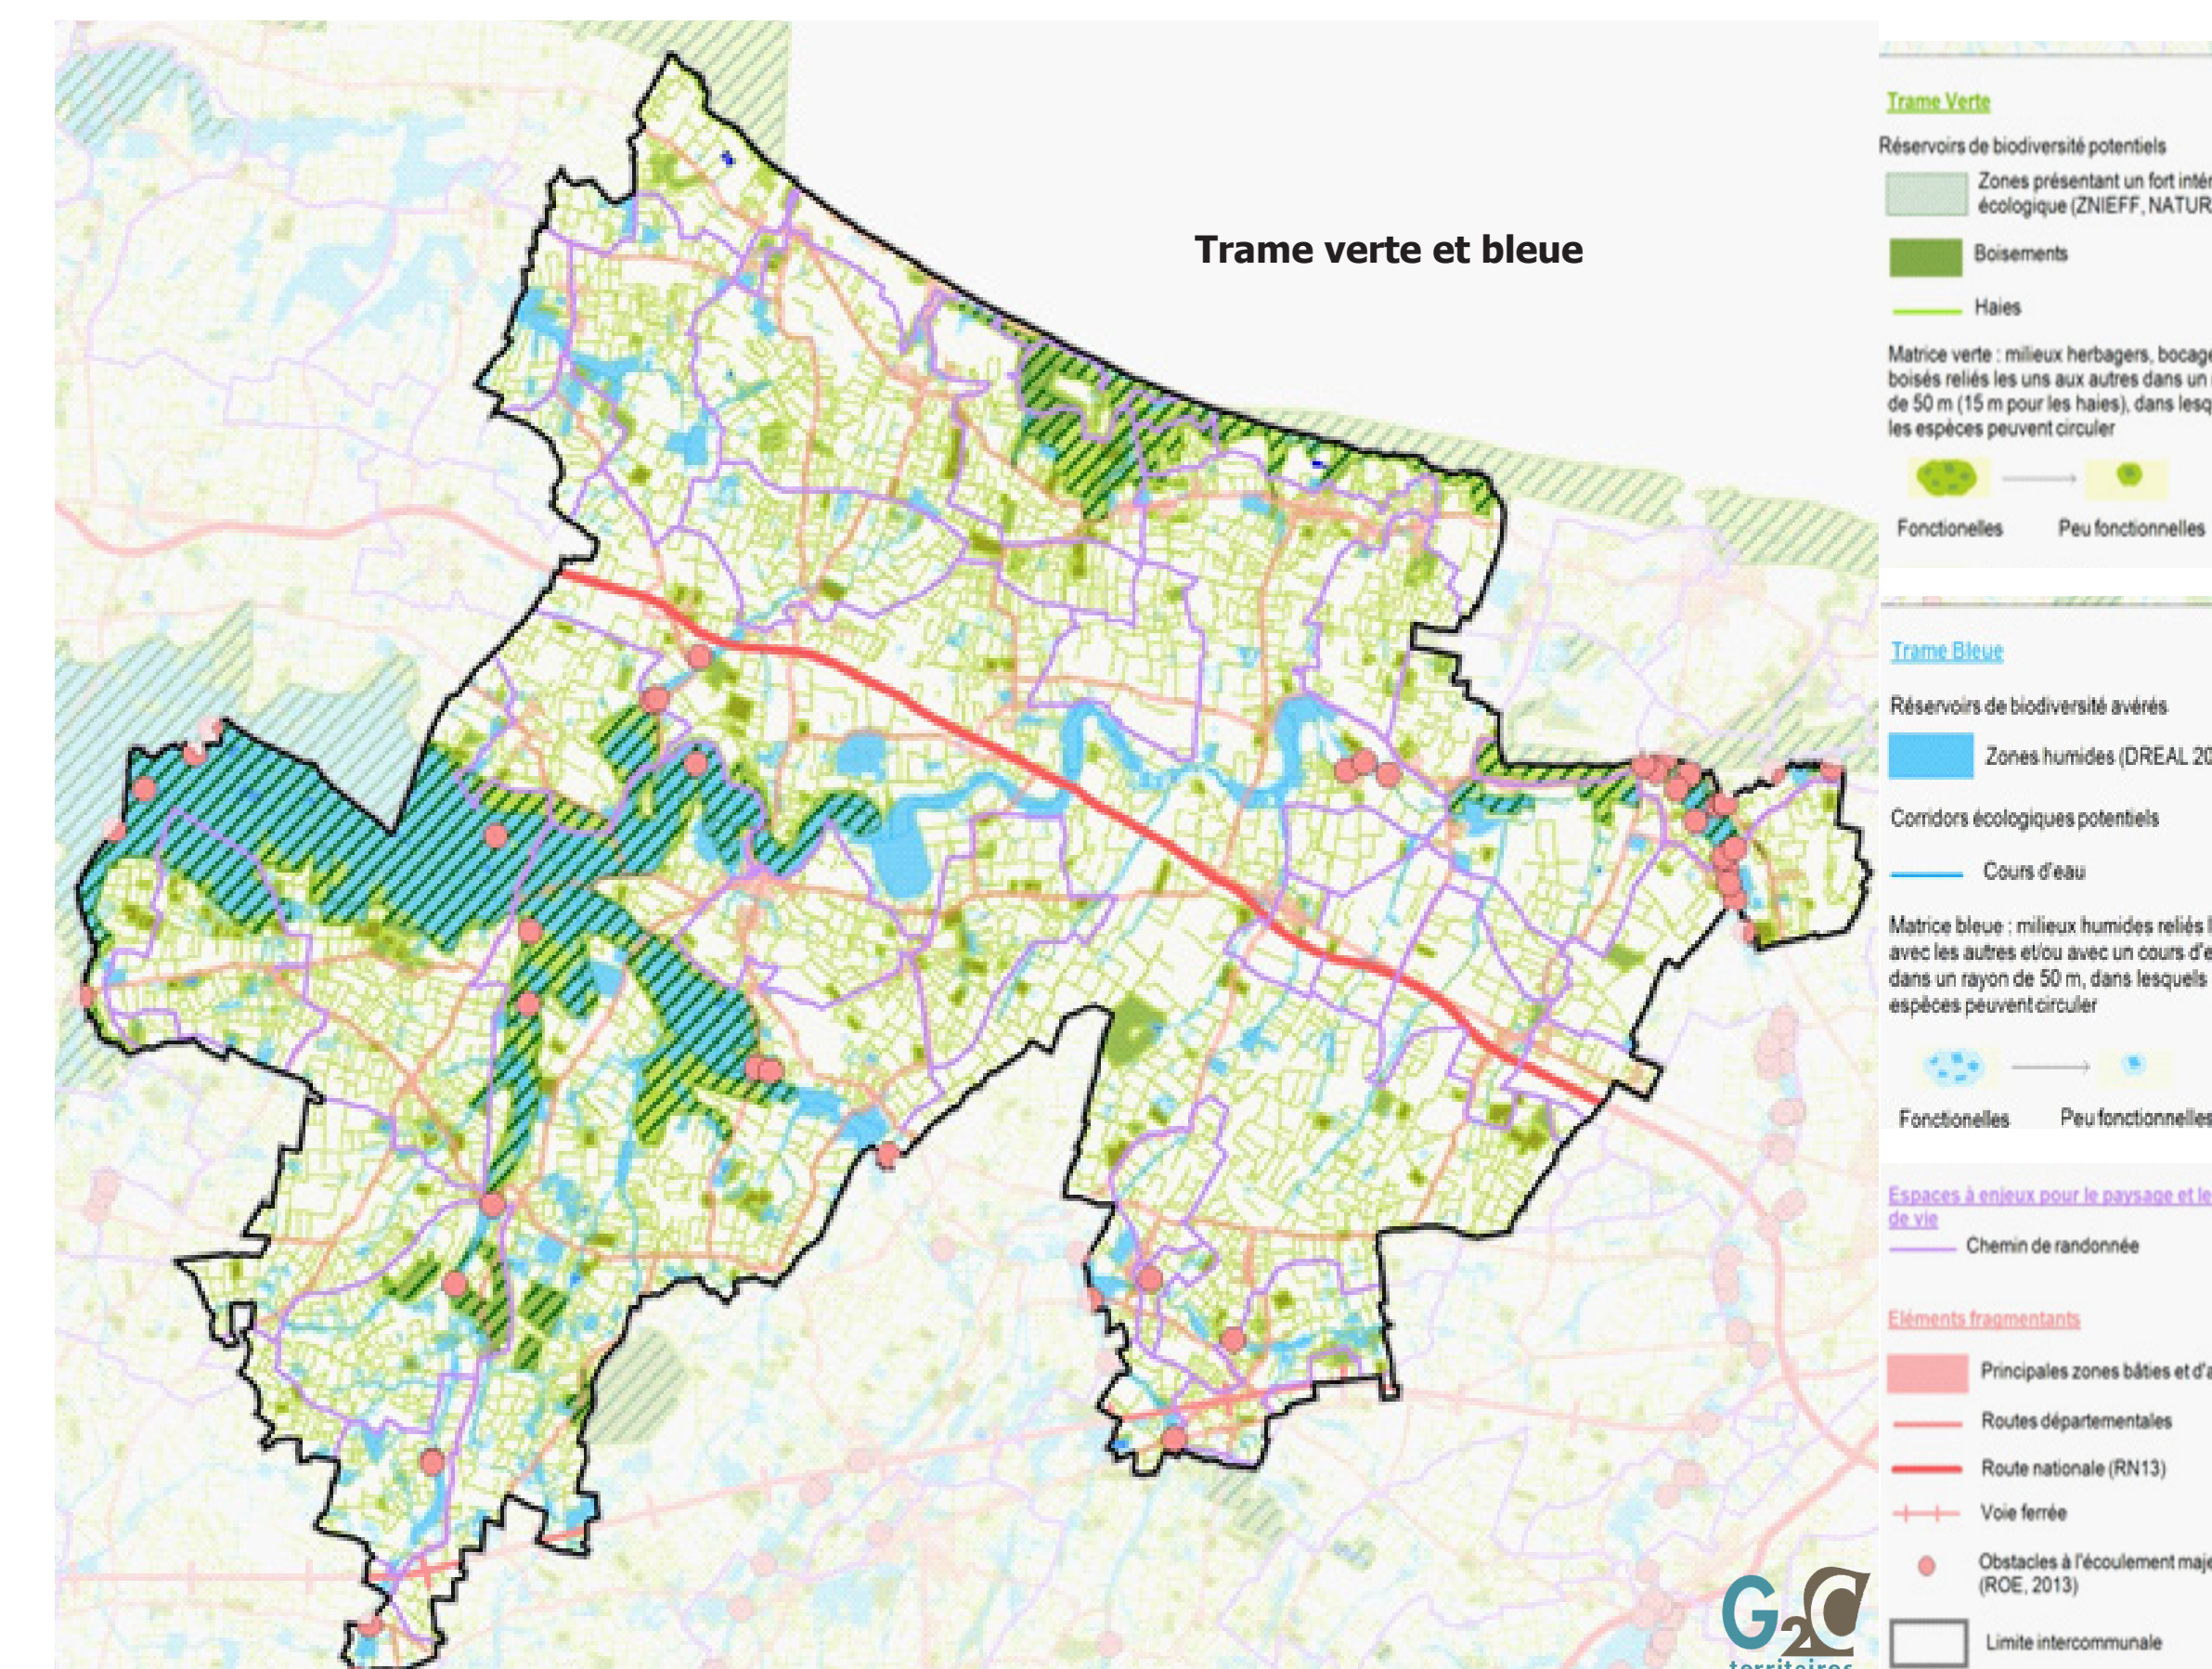 Trame verte et bleue
Trame Verte
Réservoirs de biodiversité potentiels
Zones présentant un fort intér
écologique (ZNIEFF, NATUR
Boisements
Haies
Matrice verte : milieux herbagers, bocage
boisés reliés les uns aux autres dans un
de 50 m (15 m pour les haies), dans lesq
les espèces peuvent circuler
Fonctionelles Peu fonctionnelles
Trame Bleue
Réservoirs de biodiversité avérés
Zones humides (DREAL 20
Corridors écologiques potentiels
Cours d'eau
Matrice bleue : milieux humides reliés l
avec les autres et/ou avec un cours d'e
dans un rayon de 50 m, dans lesquels
espèces peuvent circuler
Fonctionelles Peu fonctionnelles
Espaces à enjeux pour le paysage et le
de vie
Chemin de randonnée
Eléments fragmentants
Principales zones bâties et d'a
Routes départementales
Route nationale (RN13)
Voie ferrée
Obstacles à l'écoulement maje
(ROE, 2013)
Limite intercommunale
G2C
territoires